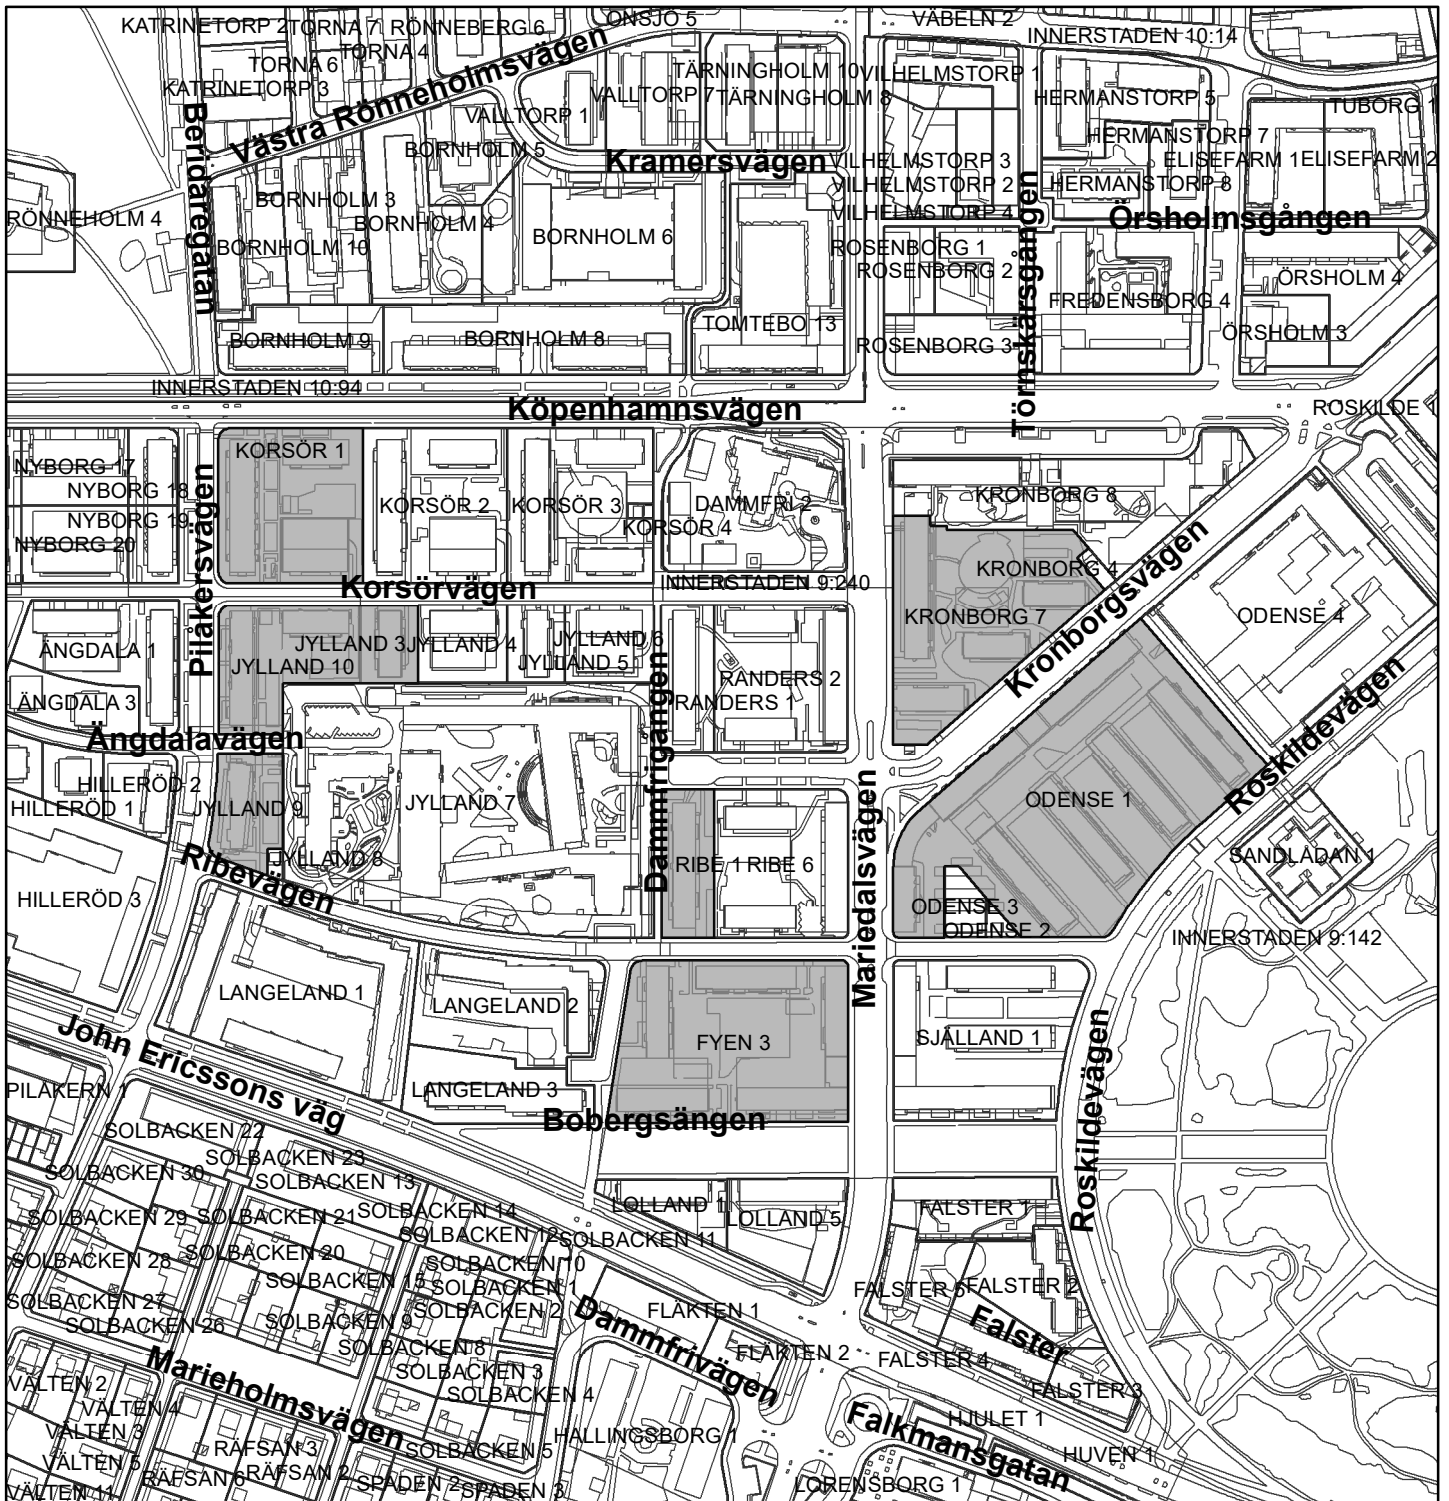 KATRINETORP 2
TORNA 7
RÖNNEBERG 6
ONSJÖ 5
VÄBELN 2
INNERSTADEN 10:14
TORNA 4
TORNA 6
KATRINETORP 3
Västra Rönneholmsvägen
TÄRNINGHOLM 10
VILHELMSTORP 1
VALLTORP 7
TÄRNINGHOLM 8
HERMANSTORP 5
TUBORG 1
VALLTORP 1
Beridaregatan
BORNHOLM 5
Kramersvägen
HERMANSTORP 7
VILHELMSTORP 3
ELISEFARM 1
ELISEFARM 2
VILHELMSTORP 2
HERMANSTORP 8
RÖNNEHOLM 4
BORNHOLM 3
BORNHOLM 4
VILHELMSTORP 4
Törnskärsgången
Örsholmsgången
BORNHOLM 10
BORNHOLM 6
ROSENBORG 1
ROSENBORG 2
ÖRSHOLM 4
FREDENSBORG 4
BORNHOLM 9
BORNHOLM 8
TOMTEBO 13
ROSENBORG 3
ÖRSHOLM 3
INNERSTADEN 10:94
Köpenhamnsvägen
ROSKILDE 1
KORSÖR 1
NYBORG 17
NYBORG 18
NYBORG 19
NYBORG 20
Pilåkersvägen
KORSÖR 2
KORSÖR 3
KORSÖR 4
DAMMFRI 2
KRONBORG 8
KRONBORG 4
Korsörvägen
INNERSTADEN 9:240
KRONBORG 7
Kronborgsvägen
ODENSE 4
ÄNGDALA 1
JYLLAND 10
JYLLAND 3
JYLLAND 4
JYLLAND 6
JYLLAND 5
RANDERS 2
RANDERS 1
ÄNGDALA 3
Ängdalavägen
Dammfrigången
Roskildevägen
HILLERÖD 2
HILLERÖD 1
JYLLAND 9
JYLLAND 7
JYLLAND 8
Mariedalsvägen
ODENSE 1
RIBE 1
RIBE 6
SANDLÅDAN 1
Ribevägen
HILLERÖD 3
ODENSE 3
ODENSE 2
INNERSTADEN 9:142
LANGELAND 1
LANGELAND 2
FYEN 3
SJÄLLAND 1
John Ericssons väg
PILÅKERN 1
LANGELAND 3
Bobergsängen
Roskildevägen
SOLBACKEN 22
SOLBACKEN 23
SOLBACKEN 30
SOLBACKEN 13
SOLBACKEN 29
SOLBACKEN 21
SOLBACKEN 14
LOLLAND 1
LOLLAND 5
FALSTER 1
SOLBACKEN 12
SOLBACKEN 11
SOLBACKEN 28
SOLBACKEN 20
SOLBACKEN 10
SOLBACKEN 15
SOLBACKEN 1
SOLBACKEN 27
SOLBACKEN 2
SOLBACKEN 26
SOLBACKEN 9
SOLBACKEN 8
FLÄKTEN 1
FALSTER 2
Falster
Dammfrivägen
FLÄKTEN 2
FALSTER 4
SOLBACKEN 3
SOLBACKEN 4
FALSTER 3
Marieholmsvägen
VÄLTEN 2
VÄLTEN 4
VÄLTEN 3
VÄLTEN 5
VÄLTEN 11
RÄFSAN 3
RÄFSAN 2
SOLBACKEN 5
HALLINGSBORG 1
Falkmansgatan
HJULET 1
HUVEN 1
SPADEN 2
SPADEN 3
LORENSBORG 1